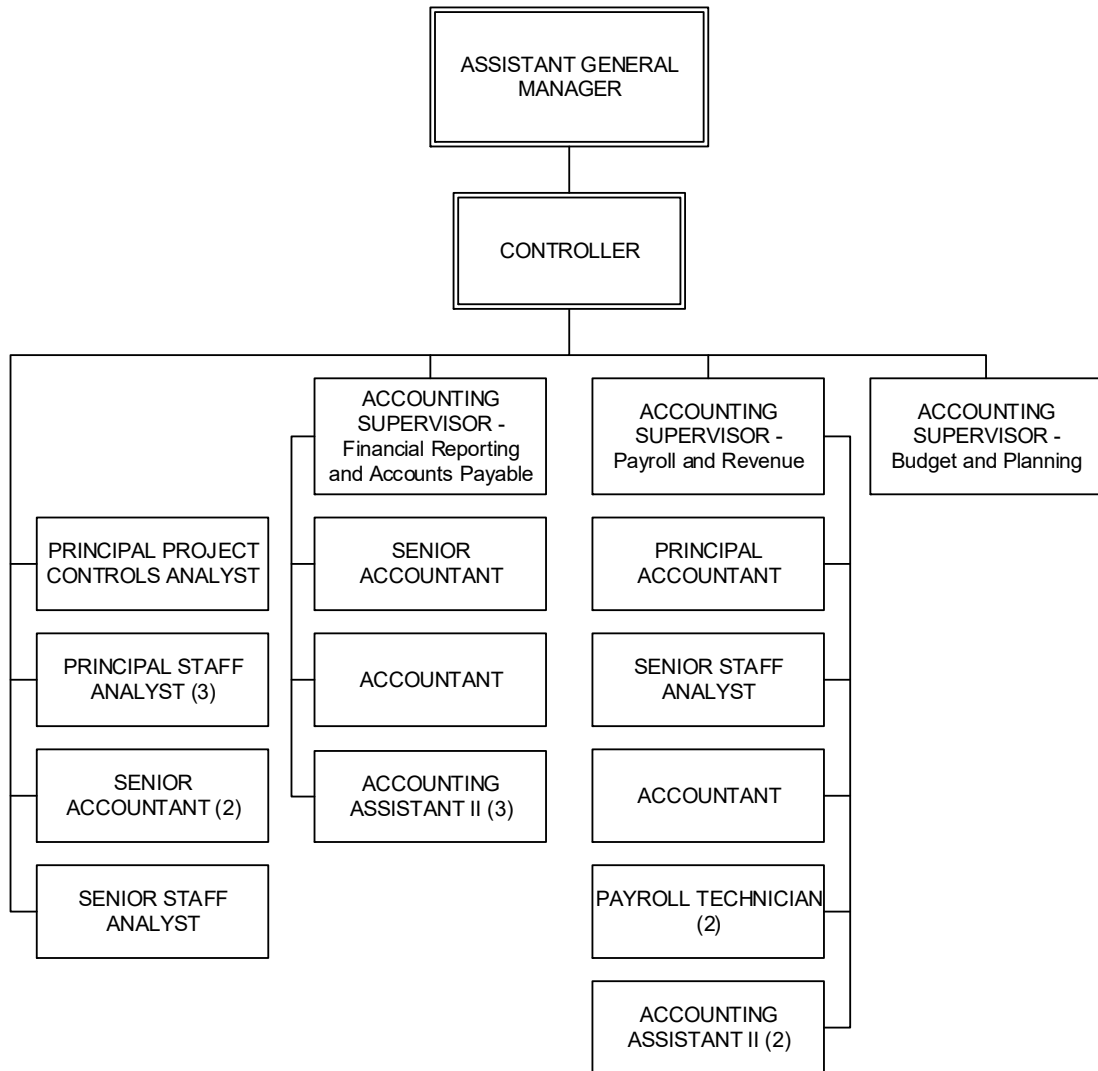 ASSISTANT GENERAL
MANAGER
CONTROLLER
ACCOUNTING
SUPERVISOR -
Financial Reporting
and Accounts Payable
ACCOUNTING
SUPERVISOR -
Payroll and Revenue
ACCOUNTING
SUPERVISOR -
Budget and Planning
PRINCIPAL PROJECT
CONTROLS ANALYST
PRINCIPAL STAFF
ANALYST (3)
SENIOR
ACCOUNTANT (2)
SENIOR STAFF
ANALYST
SENIOR
ACCOUNTANT
ACCOUNTANT
ACCOUNTING
ASSISTANT II (3)
PRINCIPAL
ACCOUNTANT
SENIOR STAFF
ANALYST
ACCOUNTANT
PAYROLL TECHNICIAN
(2)
ACCOUNTING
ASSISTANT II (2)